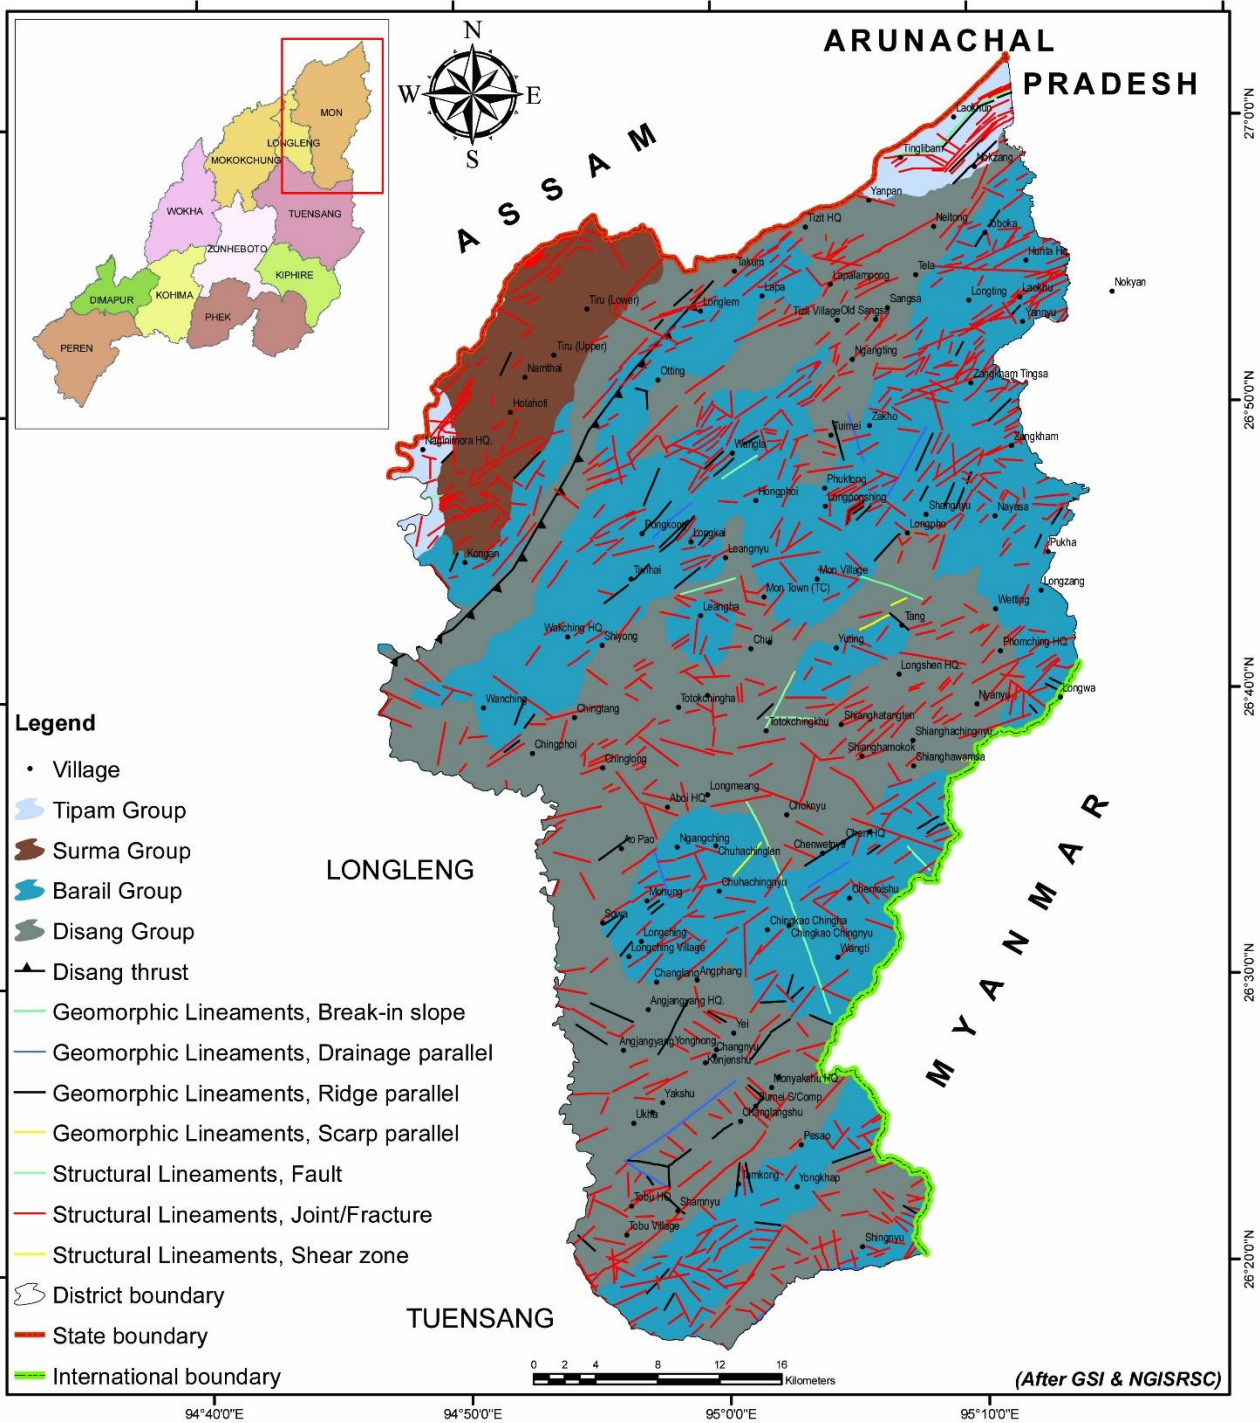 ARUNACHAL
PRADESH
ASSAM
MYANMAR
LONGLENG
TUENSANG
N
W
E
S
MON
LONGLENG
MOKOKCHUNG
WOKHA
TUENSANG
ZUNHEBOTO
KIPHIRE
DIMAPUR
KOHIMA
PHEK
PEREN
Laokhun
Tinglibam
Nokzang
Yanpan
Tizit HQ
Neitong
Joboka
Hunta Hq
Takum
Tela
Lapalampong
Nokyan
Lapa
Longting
Laokhu
Tiru (Lower)
Longlem
Sangsa
Tizit Village
Old Sangsa
Yannyu
Tiru (Upper)
Ngangting
Namthai
Otting
Zangkham Tingsa
Hotahoti
Zakho
Tuimei
Zangkham
Naginimora HQ.
Wangla
Phuktong
Hongphoi
Longponshing
Shangnyu
Nayasa
Pongkong
Longpho
Longkai
Leangnyu
Pukha
Kongan
Tanhai
Mon Village
Longzang
Mon Town (TC)
Wetting
Leangha
Tang
Wakching HQ
Shiyong
Chui
Yuting
Phomching HQ
Longshen HQ.
Longwa
Wanching
Totokchingha
Nyanyu
Chingtang
Totokchingkhu
Shianghatangten
Shianghachingnyu
Chingphoi
Shianghamokok
Shianghawamsa
Chinglong
Longmeang
Aboi HQ.
Choknyu
Chen HQ
Ao Pao
Ngangching
Chuhachinglen
Chenwetnyu
Chuhachingnyu
Chenloishu
Mohung
Sowa
Chingkao Chingha
Chingkao Chingnyu
Longching
Longching Village
Wangti
Changlang
Angphang
Angjangyang HQ.
Yei
Angjangyang
Yonghong
Changnyu
Kenjenshu
Monyakshu HQ
Yakshu
Sumei S/Comp
Ukha
Changlangshu
Pesao
Tamkong
Yongkhap
Tobu HQ
Shamnyu
Tobu Village
Shingnyu
Legend
Village
Tipam Group
Surma Group
Barail Group
Disang Group
Disang thrust
Geomorphic Lineaments, Break-in slope
Geomorphic Lineaments, Drainage parallel
Geomorphic Lineaments, Ridge parallel
Geomorphic Lineaments, Scarp parallel
Structural Lineaments, Fault
Structural Lineaments, Joint/Fracture
Structural Lineaments, Shear zone
District boundary
State boundary
International boundary
0 2 4 8 12 16
Kilometers
(After GSI & NGISRSC)
27°0'0"N
26°50'0"N
26°40'0"N
26°30'0"N
26°20'0"N
94°40'0"E
94°50'0"E
95°0'0"E
95°10'0"E